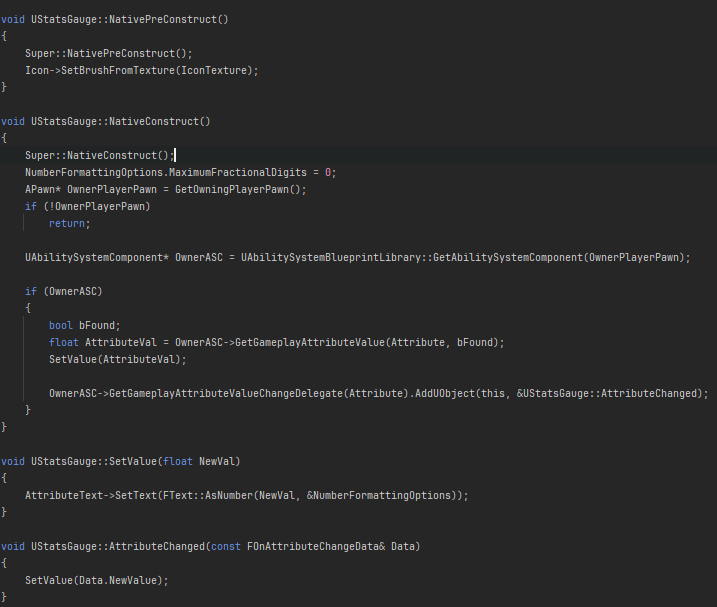 void UStatsGauge::NativePreConstruct()
{
    Super::NativePreConstruct();
    Icon->SetBrushFromTexture(IconTexture);
}

void UStatsGauge::NativeConstruct()
{
    Super::NativeConstruct();
    NumberFormattingOptions.MaximumFractionalDigits = 0;
    APawn* OwnerPlayerPawn = GetOwningPlayerPawn();
    if (!OwnerPlayerPawn)
        return;

    UAbilitySystemComponent* OwnerASC = UAbilitySystemBlueprintLibrary::GetAbilitySystemComponent(OwnerPlayerPawn);

    if (OwnerASC)
    {
        bool bFound;
        float AttributeVal = OwnerASC->GetGameplayAttributeValue(Attribute, bFound);
        SetValue(AttributeVal);

        OwnerASC->GetGameplayAttributeValueChangeDelegate(Attribute).AddUObject(this, &UStatsGauge::AttributeChanged);
    }
}

void UStatsGauge::SetValue(float NewVal)
{
    AttributeText->SetText(FText::AsNumber(NewVal, &NumberFormattingOptions));
}

void UStatsGauge::AttributeChanged(const FOnAttributeChangeData& Data)
{
    SetValue(Data.NewValue);
}